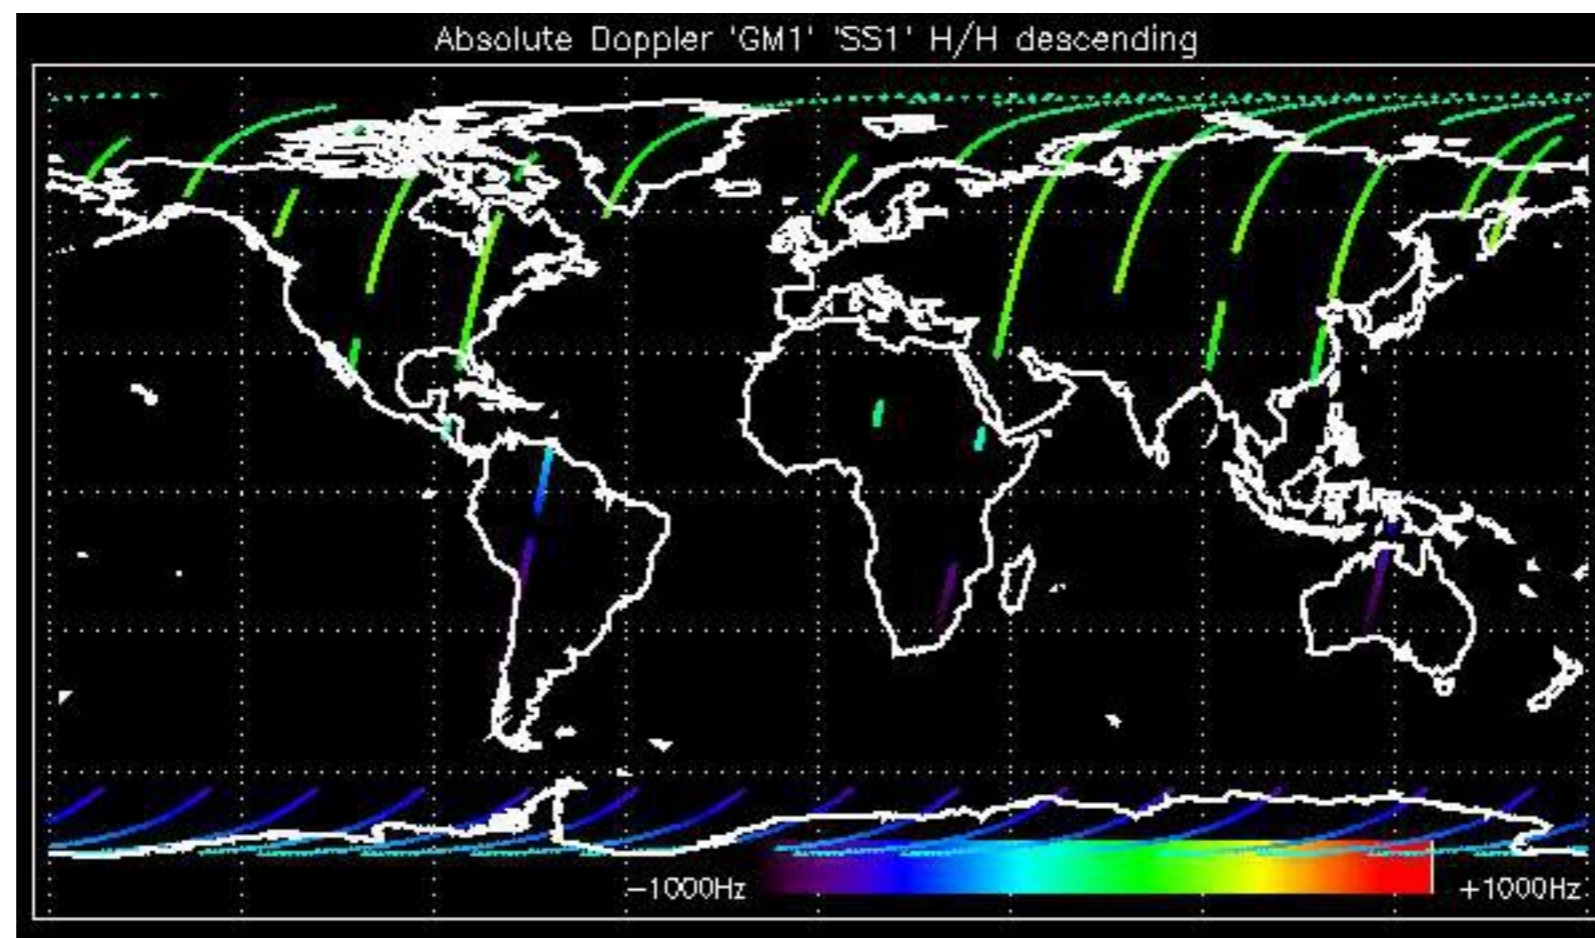 Absolute Doppler 'GM1' 'SS1' H/H descending
-1000Hz +1000Hz